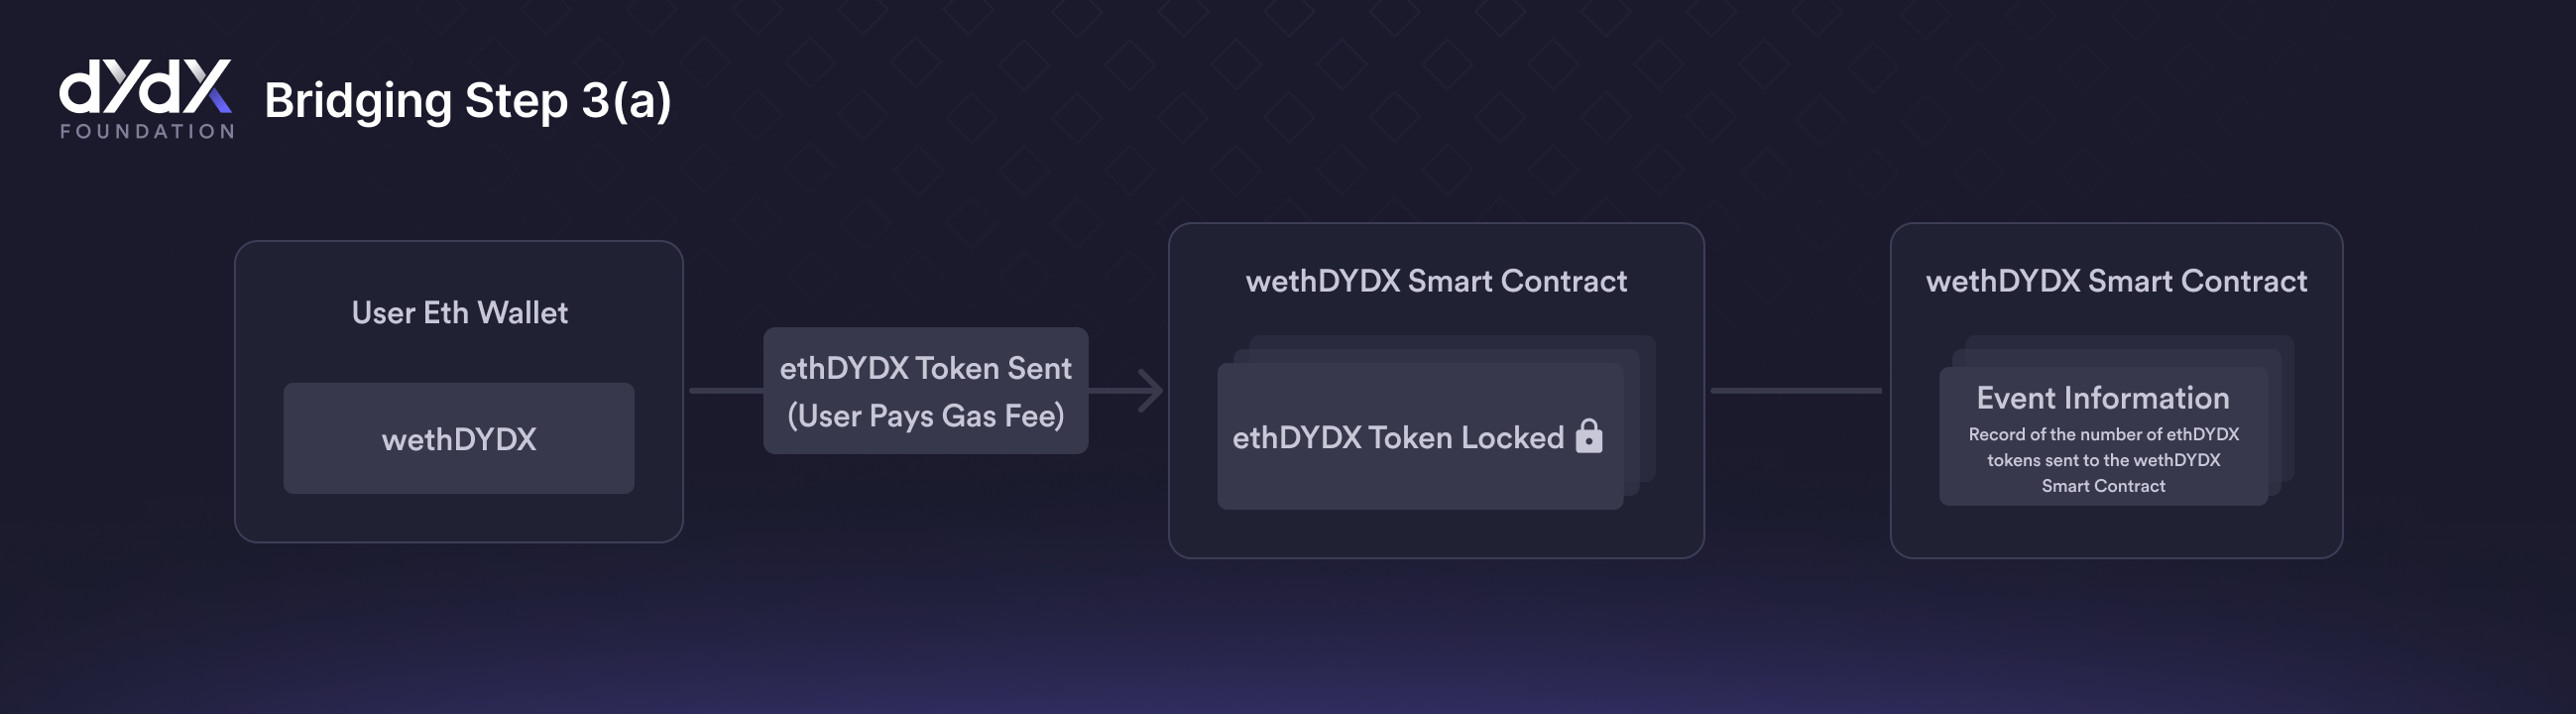 dYdX
FOUNDATION
Bridging Step 3(a)
User Eth Wallet
wethDYDX
ethDYDX Token Sent
(User Pays Gas Fee)
wethDYDX Smart Contract
ethDYDX Token Locked
wethDYDX Smart Contract
Event Information
Record of the number of ethDYDX
tokens sent to the wethDYDX
Smart Contract